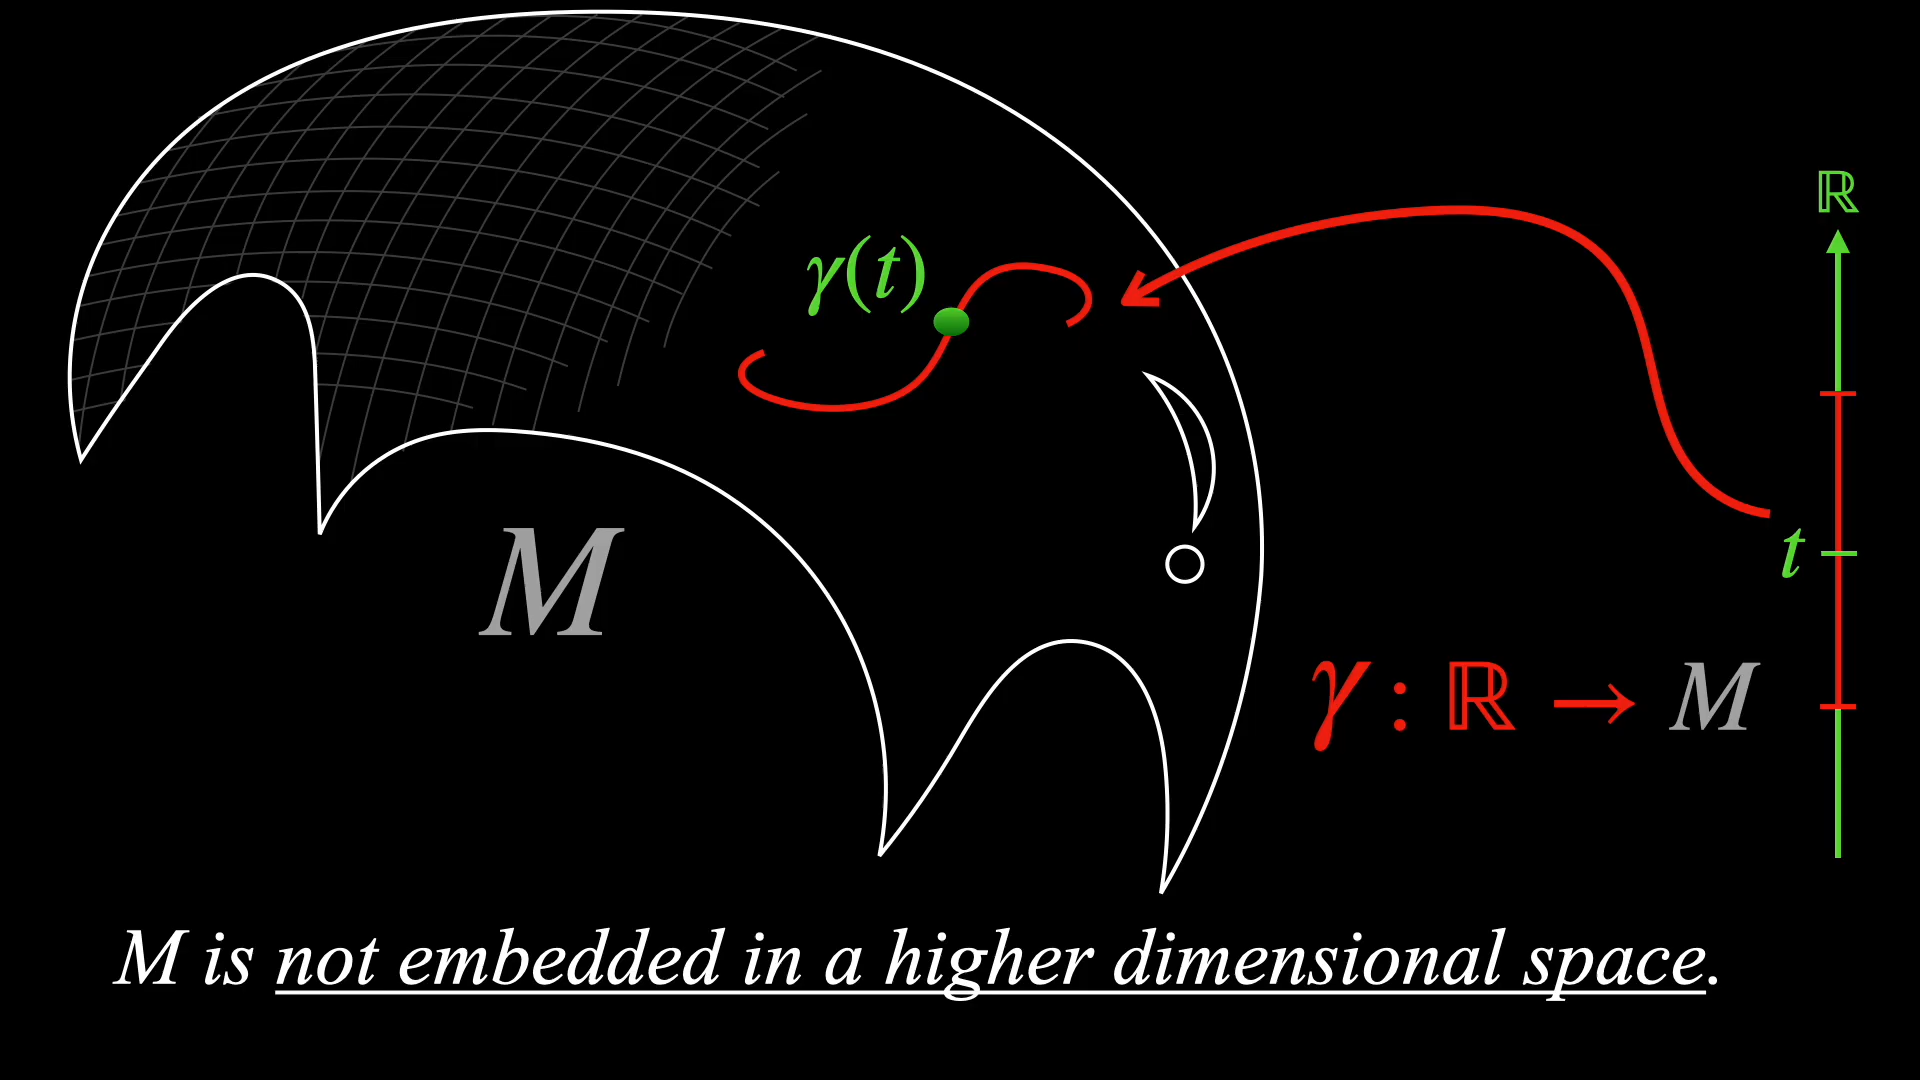 ℝ
γ(t)
t
M
γ : ℝ → M
M is not embedded in a higher dimensional space.